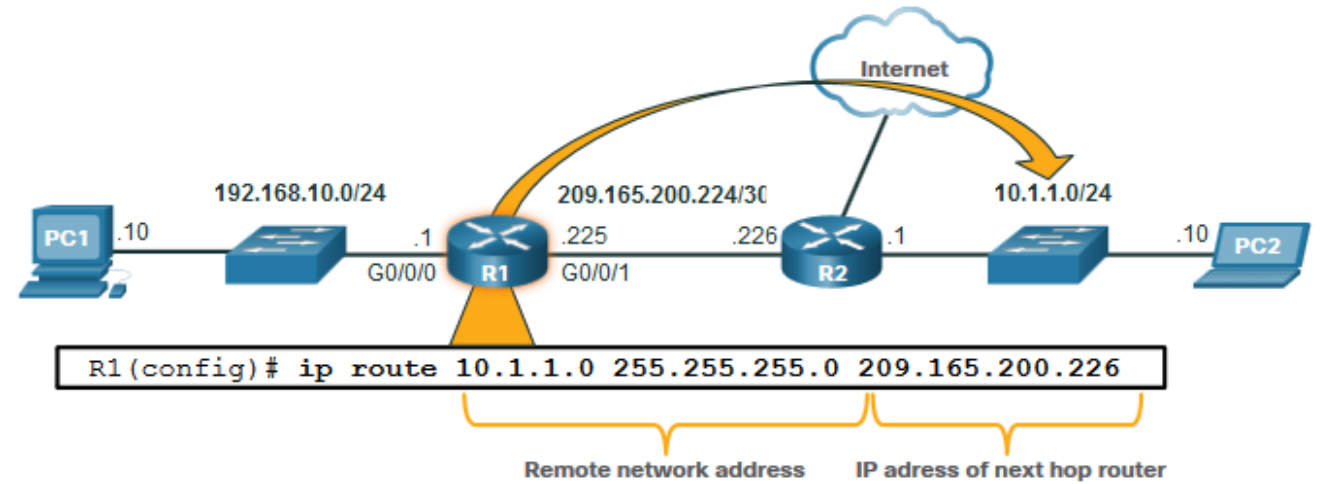 Internet
192.168.10.0/24
209.165.200.224/30
10.1.1.0/24
PC1
.10
.1
G0/0/0
R1
.225
G0/0/1
.226
R2
.1
.10
PC2
R1(config)# ip route 10.1.1.0 255.255.255.0 209.165.200.226
Remote network address
IP adress of next hop router